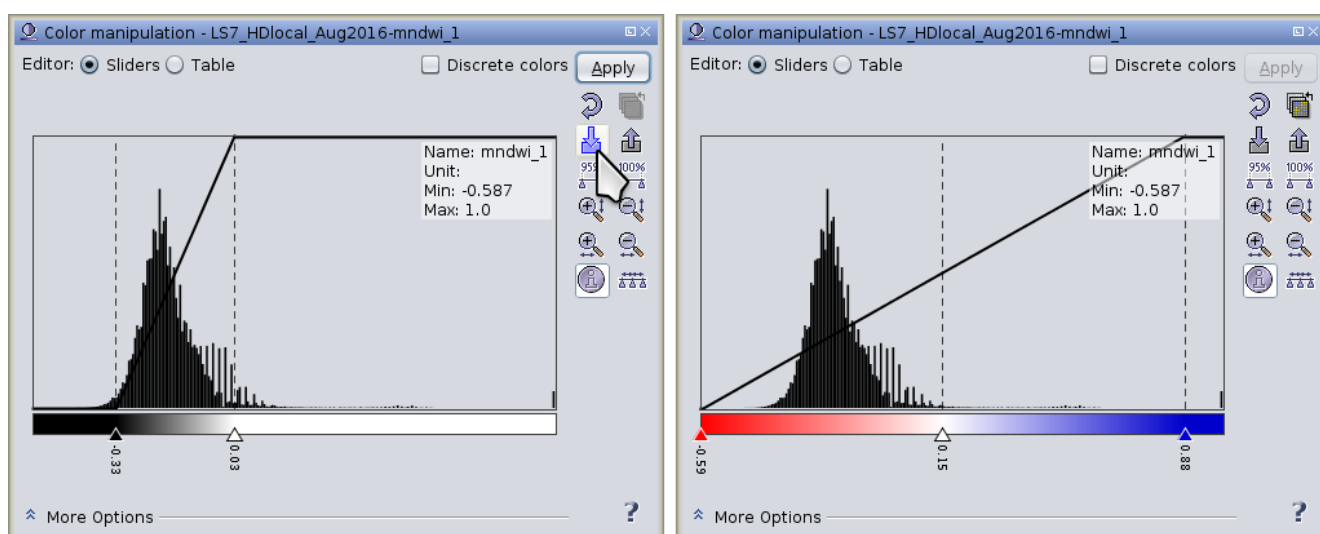 Color manipulation - LS7_HDlocal_Aug2016-mndwi_1
Editor: Sliders Table
Discrete colors
Apply
Name: mndwi_1
Unit:
Min: -0.587
Max: 1.0
95%
100%
-0.33
0.03
More Options
?
Color manipulation - LS7_HDlocal_Aug2016-mndwi_1
Editor: Sliders Table
Discrete colors
Apply
Name: mndwi_1
Unit:
Min: -0.587
Max: 1.0
95%
100%
-0.59
0.15
0.88
More Options
?